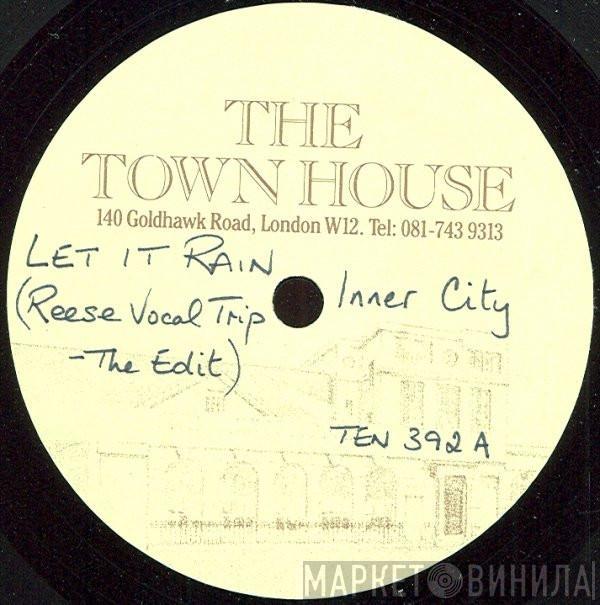 THE
TOWN HOUSE
140 Goldhawk Road, London W12. Tel: 081-743 9313
LET IT RAIN
(Reese Vocal Trip
-The Edit)
Inner City
TEN 392 A
МАРКЕТ ВИНИЛА